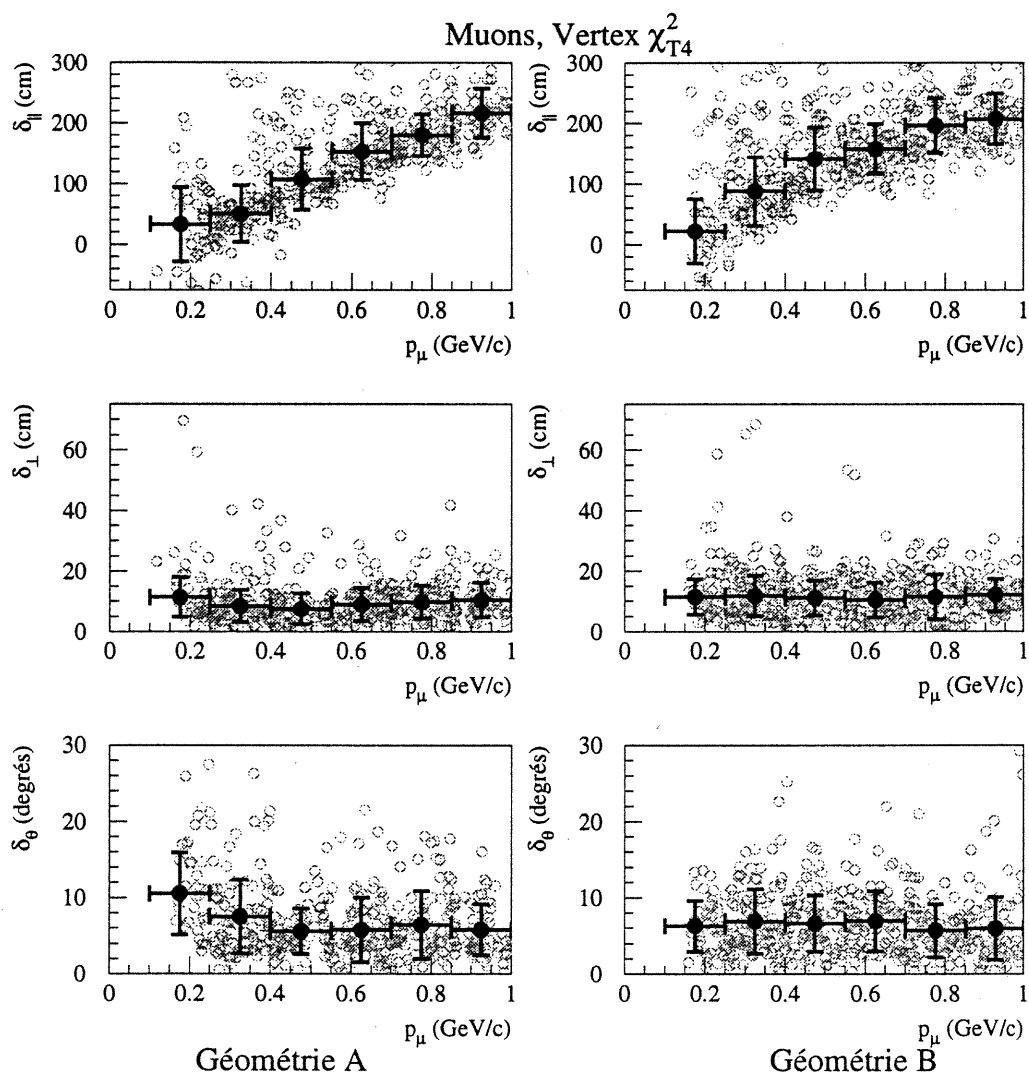 Muons, Vertex χ²T4
δ∥ (cm)
300
200
100
0
0 0.2 0.4 0.6 0.8 1
pμ (GeV/c)
δ∥ (cm)
300
200
100
0
0 0.2 0.4 0.6 0.8 1
pμ (GeV/c)
δ⊥ (cm)
60
40
20
0
0 0.2 0.4 0.6 0.8 1
pμ (GeV/c)
δ⊥ (cm)
60
40
20
0
0 0.2 0.4 0.6 0.8 1
pμ (GeV/c)
δθ (degrés)
30
20
10
0
0 0.2 0.4 0.6 0.8 1
pμ (GeV/c)
δθ (degrés)
30
20
10
0
0 0.2 0.4 0.6 0.8 1
pμ (GeV/c)
Géométrie A
Géométrie B